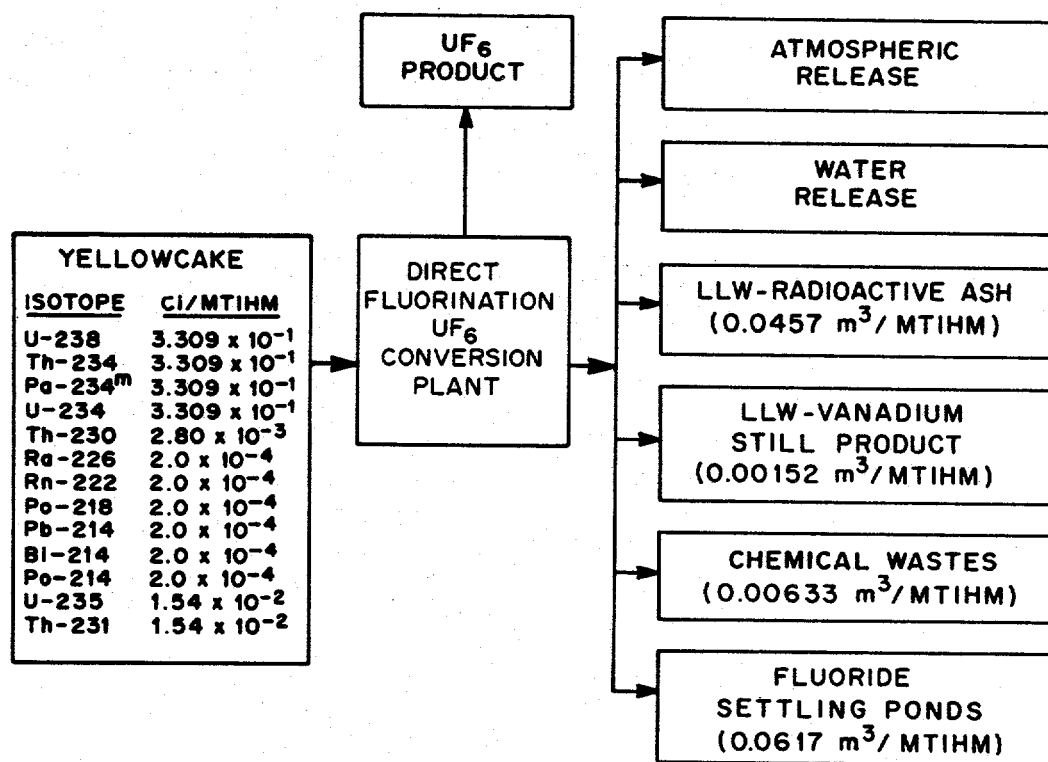 UF₆
PRODUCT
ATMOSPHERIC
RELEASE
WATER
RELEASE
YELLOWCAKE
ISOTOPE Ci/MTIHM
U-238 3.309 x 10⁻¹
Th-234 3.309 x 10⁻¹
Pa-234ᵐ 3.309 x 10⁻¹
U-234 3.309 x 10⁻¹
Th-230 2.80 x 10⁻³
Ra-226 2.0 x 10⁻⁴
Rn-222 2.0 x 10⁻⁴
Po-218 2.0 x 10⁻⁴
Pb-214 2.0 x 10⁻⁴
Bi-214 2.0 x 10⁻⁴
Po-214 2.0 x 10⁻⁴
U-235 1.54 x 10⁻²
Th-231 1.54 x 10⁻²
DIRECT
FLUORINATION
UF₆
CONVERSION
PLANT
LLW-RADIOACTIVE ASH
(0.0457 m³/MTIHM)
LLW-VANADIUM
STILL PRODUCT
(0.00152 m³/MTIHM)
CHEMICAL WASTES
(0.00633 m³/MTIHM)
FLUORIDE
SETTLING PONDS
(0.0617 m³/MTIHM)